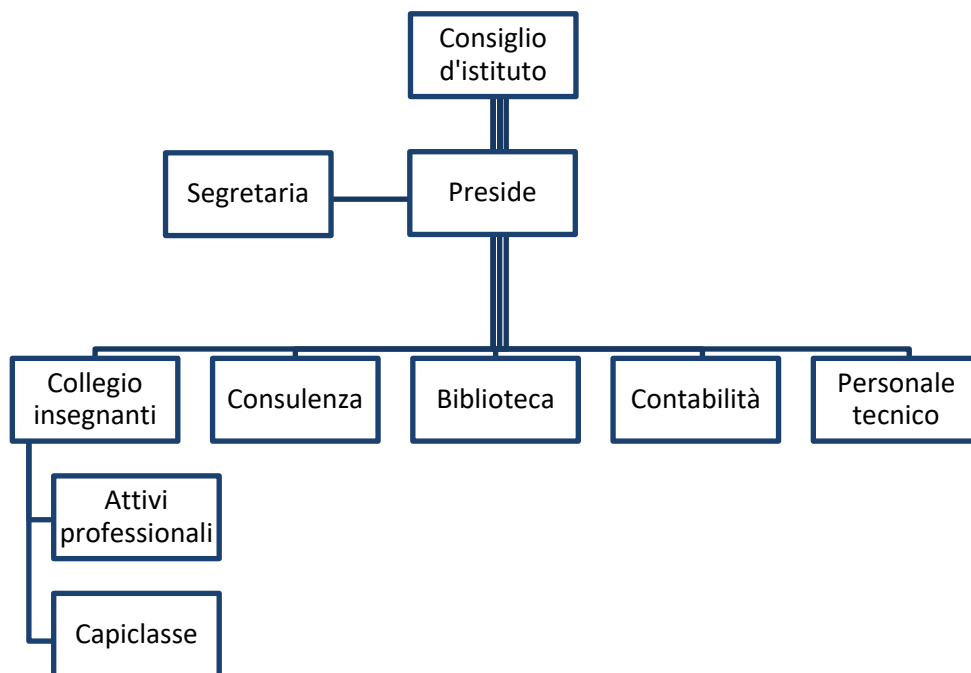 Consiglio
d'istituto
Segretaria
Preside
Collegio
insegnanti
Consulenza
Biblioteca
Contabilità
Personale
tecnico
Attivi
professionali
Capiclasse